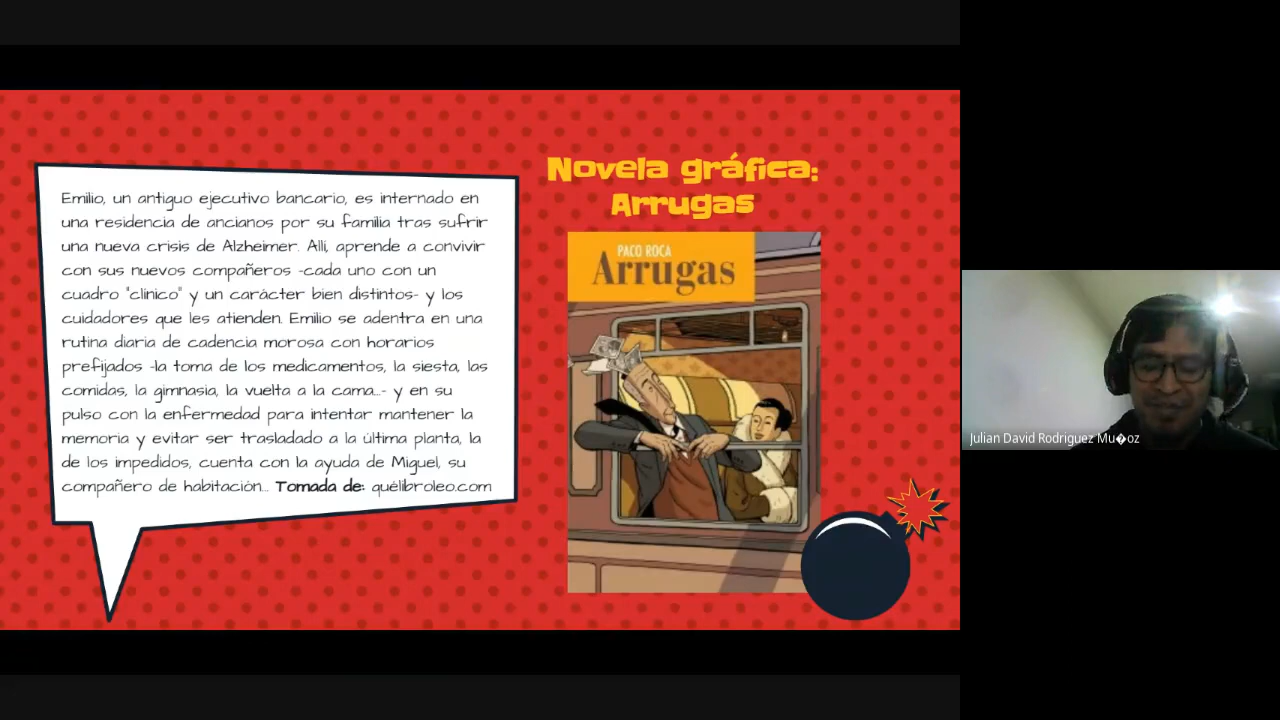 Emilio, un antiguo ejecutivo bancario, es internado en
una residencia de ancianos por su familia tras sufrir
una nueva crisis de Alzheimer. Allí, aprende a convivir
con sus nuevos compañeros -cada uno con un
cuadro "clínico" y un carácter bien distintos- y los
cuidadores que les atienden. Emilio se adentra en una
rutina diaria de cadencia morosa con horarios
prefijados -la toma de los medicamentos, la siesta, las
comidas, la gimnasia, la vuelta a la cama...- y en su
pulso con la enfermedad para intentar mantener la
memoria y evitar ser trasladado a la última planta, la
de los impedidos, cuenta con la ayuda de Miguel, su
compañero de habitación... Tomada de: quélibroleo.com
Novela gráfica:
Arrugas
PACO ROCA
Arrugas
Julian David Rodriguez Mu�oz